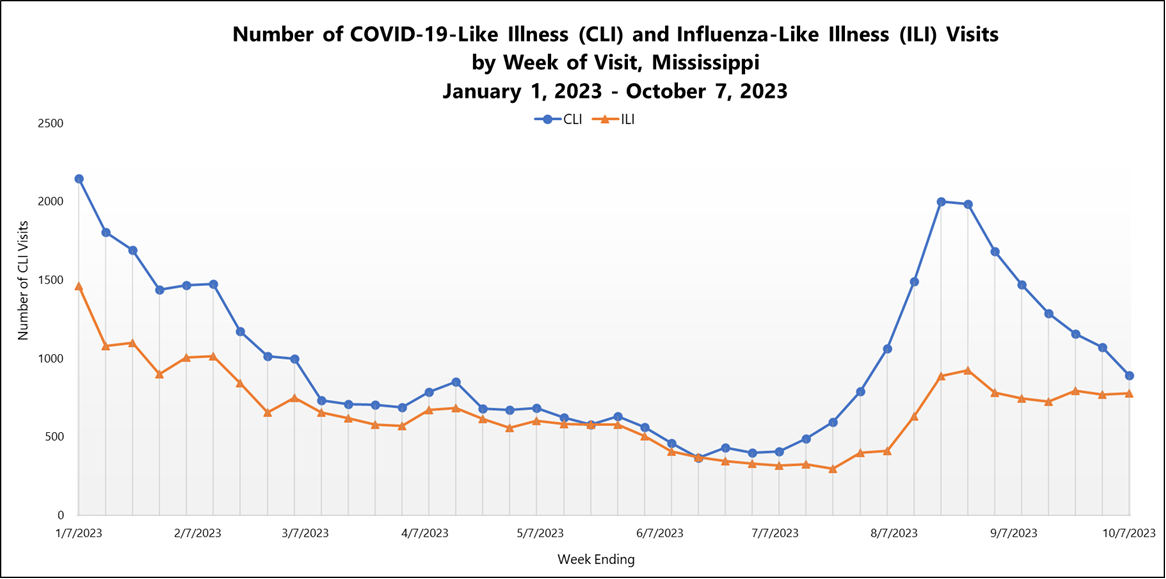 Number of COVID-19-Like Illness (CLI) and Influenza-Like Illness (ILI) Visits
by Week of Visit, Mississippi
January 1, 2023 - October 7, 2023
CLI ILI
Number of CLI Visits
2500
2000
1500
1000
500
0
1/7/2023 2/7/2023 3/7/2023 4/7/2023 5/7/2023 6/7/2023 7/7/2023 8/7/2023 9/7/2023 10/7/2023
Week Ending